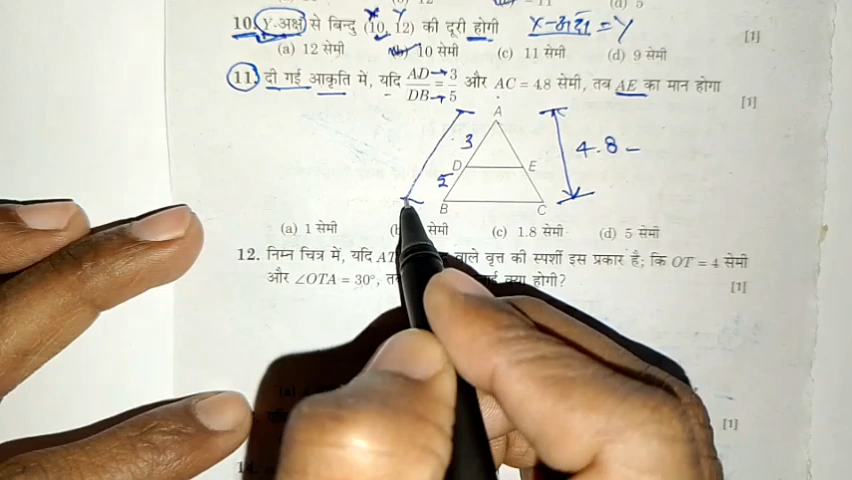 10. Y-अक्ष से बिन्दु (10, 12) की दूरी होगी X-अक्ष = Y [1]
x y
(a) 12 सेमी (b) 10 सेमी (c) 11 सेमी (d) 9 सेमी
11. दी गई आकृति में, यदि AD/DB = 3/5 और AC = 4.8 सेमी, तब AE का मान होगा
[1]
A
3 4.8 -
D E
5
B C
(a) 1 सेमी सेमी (c) 1.8 सेमी (d) 5 सेमी
12. निम्न चित्र में, यदि AT वाले वृत्त की स्पर्शी इस प्रकार है; कि OT = 4 सेमी
और ∠OTA = 30°, क्या होगी? [1]
[1]